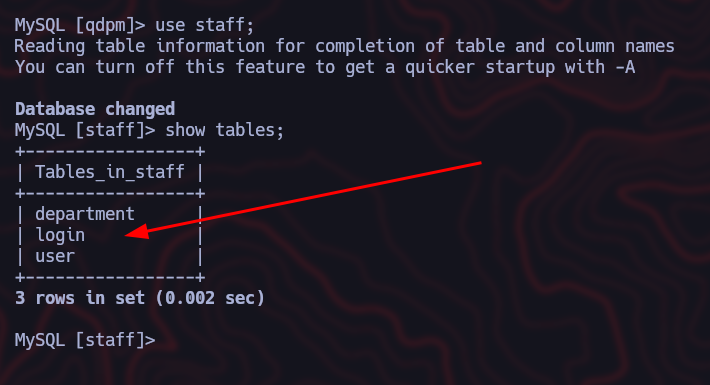 MySQL [qdpm]> use staff;
Reading table information for completion of table and column names
You can turn off this feature to get a quicker startup with -A
Database changed
MySQL [staff]> show tables;
+-----------------+
| Tables_in_staff |
+-----------------+
| department      |
| login           |
| user            |
+-----------------+
3 rows in set (0.002 sec)
MySQL [staff]>